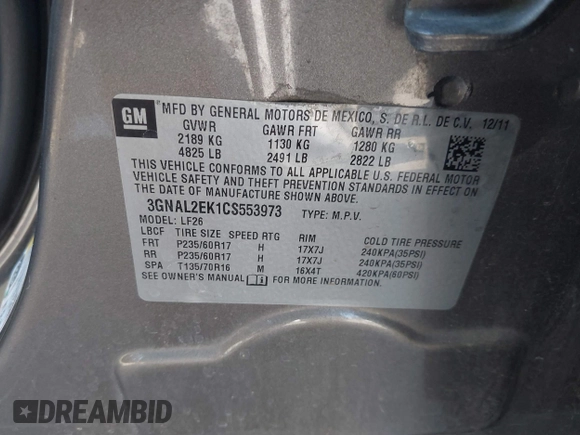 GM
MFD BY GENERAL MOTORS DE MEXICO, S. DE R.L. DE C.V. 12/11
GVWR GAWR FRT GAWR RR
2189 KG 1130 KG 1280 KG
4825 LB 2491 LB 2822 LB
THIS VEHICLE CONFORMS TO ALL APPLICABLE U.S. FEDERAL MOTOR
VEHICLE SAFETY AND THEFT PREVENTION STANDARDS IN EFFECT ON
THE DATE OF MANUFACTURE SHOWN ABOVE.
3GNAL2EK1CS553973 TYPE: M.P.V.
MODEL: LF26
LBCF TIRE SIZE SPEED RTG RIM COLD TIRE PRESSURE
FRT P235/60R17 H 17X7J 240KPA(35PSI)
RR P235/60R17 H 17X7J 240KPA(35PSI)
SPA T135/70R16 M 16X4T 420KPA(60PSI)
SEE OWNER'S MANUAL FOR MORE INFORMATION.
DREAMBID